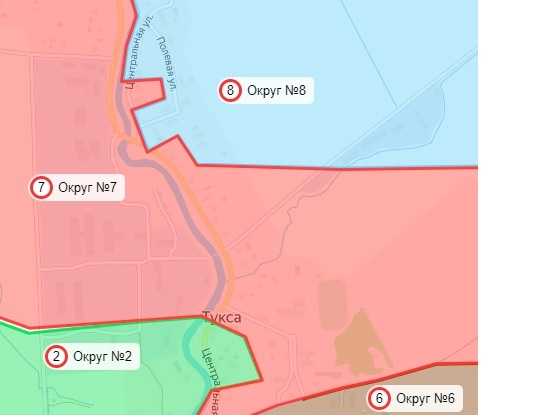 Центральная ул.
Полевая ул.
8 Округ №8
7 Округ №7
Тукса
2 Округ №2
Центральная
6 Округ №6